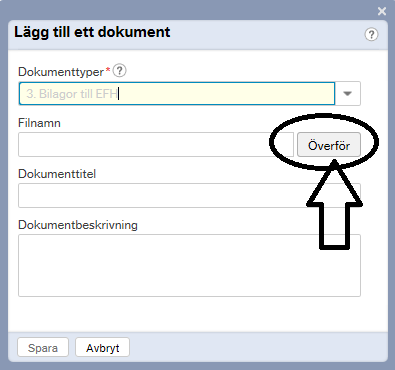 Lägg till ett dokument
Dokumenttyper*
3. Bilagor till EFH
Filnamn
Överför
Dokumenttitel
Dokumentbeskrivning
Spara Avbryt